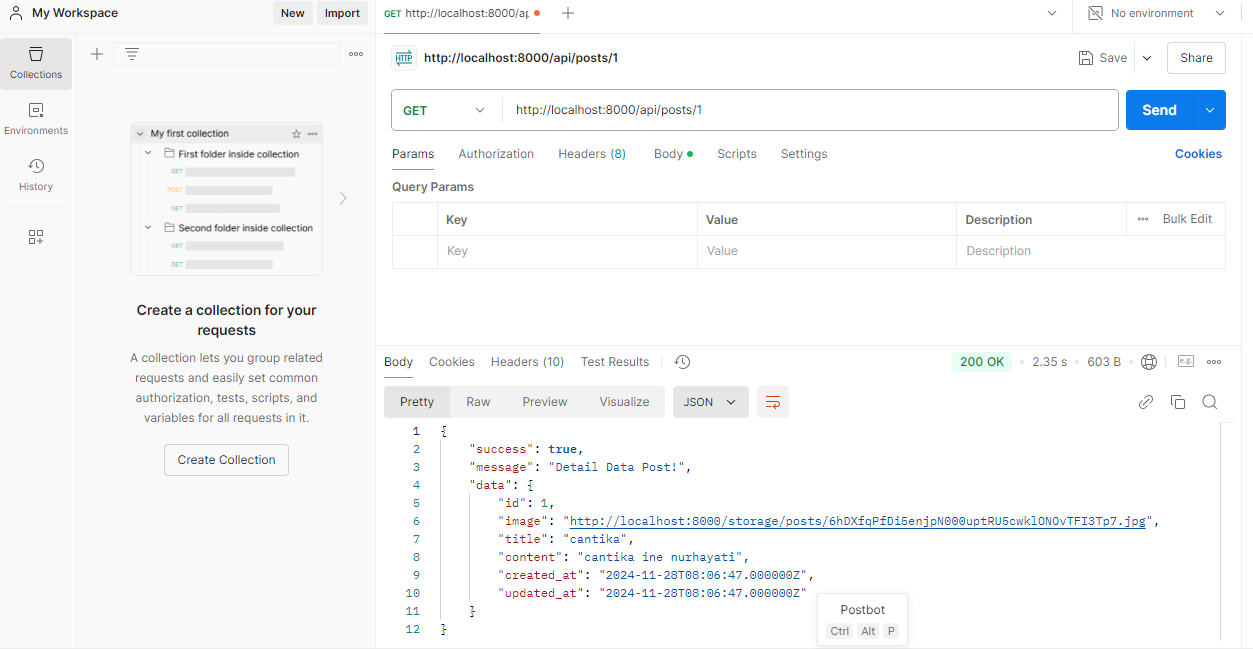 My Workspace
New
Import
GET http://localhost:8000/ap
No environment
Collections
Environments
History
My first collection
First folder inside collection
GET
POST
GET
Second folder inside collection
GET
GET
Create a collection for your
requests
A collection lets you group related
requests and easily set common
authorization, tests, scripts, and
variables for all requests in it.
Create Collection
HTTP
http://localhost:8000/api/posts/1
Save
Share
GET
http://localhost:8000/api/posts/1
Send
Params
Authorization
Headers (8)
Body
Scripts
Settings
Cookies
Query Params
Key
Value
Description
Bulk Edit
Key
Value
Description
Body
Cookies
Headers (10)
Test Results
200 OK
2.35 s
603 B
e.g.
Pretty
Raw
Preview
Visualize
JSON
1 {
2 "success": true,
3 "message": "Detail Data Post!",
4 "data": {
5 "id": 1,
6 "image": "http://localhost:8000/storage/posts/6hDXfqPfDi5enjpN000uptRU5cwklONOvTFI3Tp7.jpg",
7 "title": "cantika",
8 "content": "cantika ine nurhayati",
9 "created_at": "2024-11-28T08:06:47.000000Z",
10 "updated_at": "2024-11-28T08:06:47.000000Z"
11 }
12 }
Postbot
Ctrl Alt P